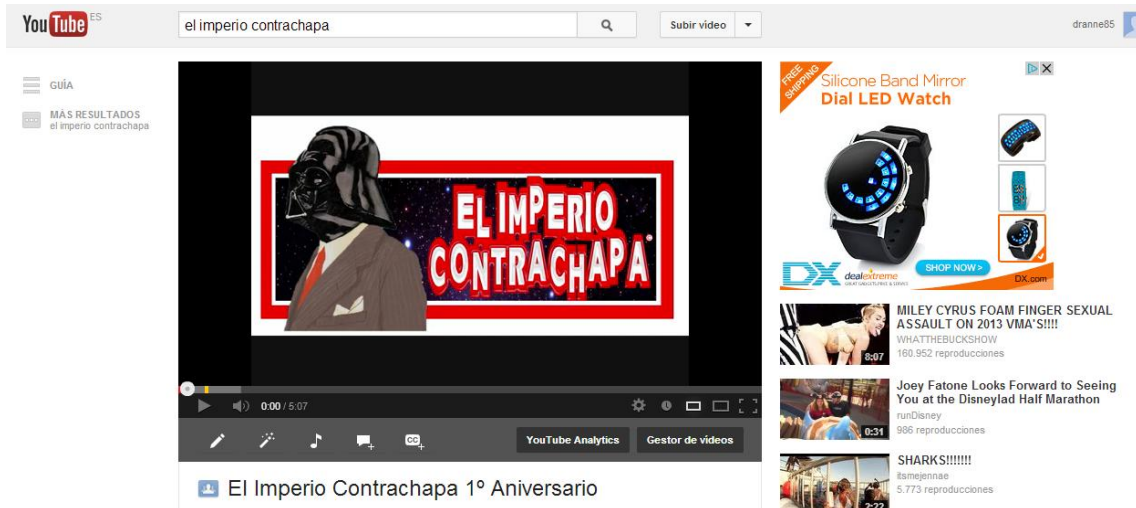 YouTube ES
el imperio contrachapa
Subir vídeo
dranne85
GUÍA
MÁS RESULTADOS
el imperio contrachapa
EL IMPERIO
CONTRACHAPA
0:00 / 5:07
CC
YouTube Analytics
Gestor de vídeos
El Imperio Contrachapa 1º Aniversario
FREE
SHIPPING
Silicone Band Mirror
Dial LED Watch
DX dealextreme
SHOP NOW >
DX.com
8:07
MILEY CYRUS FOAM FINGER SEXUAL
ASSAULT ON 2013 VMA'S!!!!
WHATTHEBUCKSHOW
160.952 reproducciones
0:31
Joey Fatone Looks Forward to Seeing
You at the Disneylad Half Marathon
runDisney
986 reproducciones
2:22
SHARKS!!!!!!!
itsmejennae
5.773 reproducciones